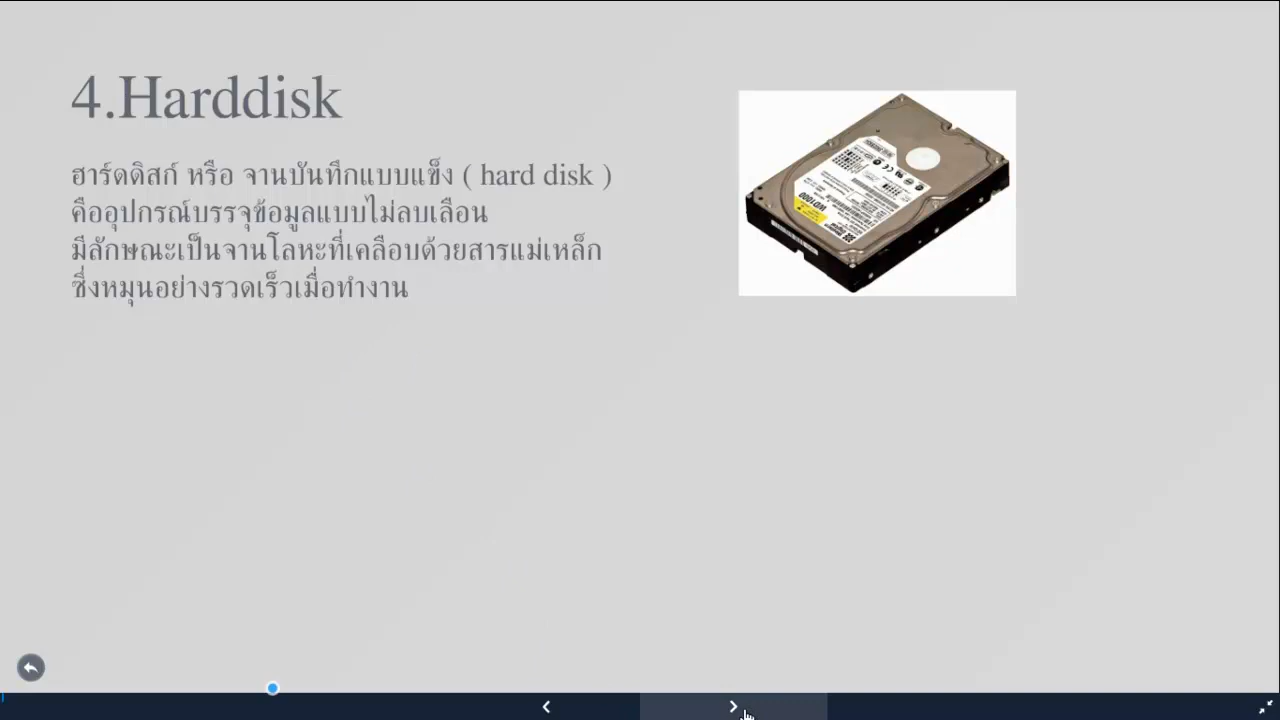 4.Harddisk
ฮาร์ดดิสก์ หรือ จานบันทึกแบบแข็ง ( hard disk )
คืออุปกรณ์บรรจุข้อมูลแบบไม่ลบเลือน
มีลักษณะเป็นจานโลหะที่เคลือบด้วยสารแม่เหล็ก
ซึ่งหมุนอย่างรวดเร็วเมื่อทำงาน